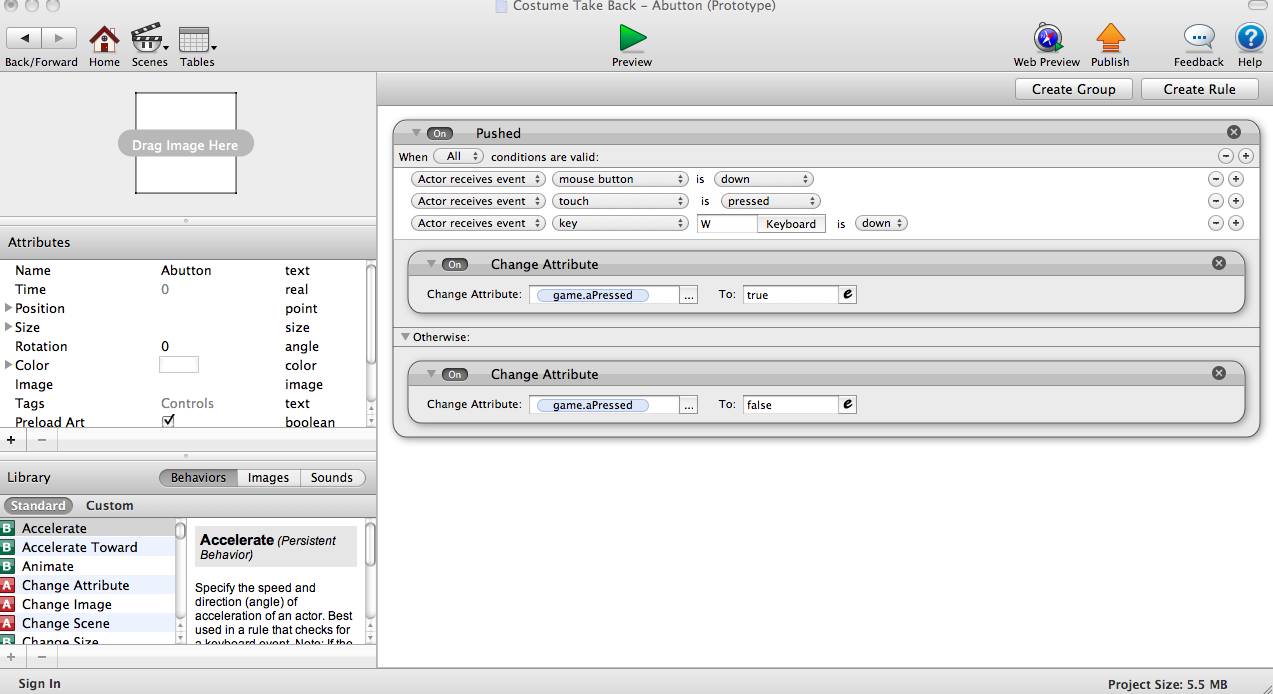 Costume Take Back – Abutton (Prototype)
Back/Forward Home Scenes Tables Preview Web Preview Publish Feedback Help
Create Group Create Rule
Drag Image Here
On Pushed
When All conditions are valid:
Actor receives event mouse button is down
Actor receives event touch is pressed
Actor receives event key W Keyboard is down
On Change Attribute
Change Attribute: game.aPressed ... To: true e
Otherwise:
On Change Attribute
Change Attribute: game.aPressed ... To: false e
Attributes
Name Abutton text
Time 0 real
Position point
Size size
Rotation 0 angle
Color color
Image image
Tags Controls text
Preload Art boolean
+ −
Library Behaviors Images Sounds
Standard Custom
B Accelerate
B Accelerate Toward
B Animate
A Change Attribute
A Change Image
A Change Scene
B Change Size
Accelerate (Persistent
Behavior)
Specify the speed and
direction (angle) of
acceleration of an actor. Best
used in a rule that checks for
a keyboard event. Note: If the
+ −
Sign In
Project Size: 5.5 MB